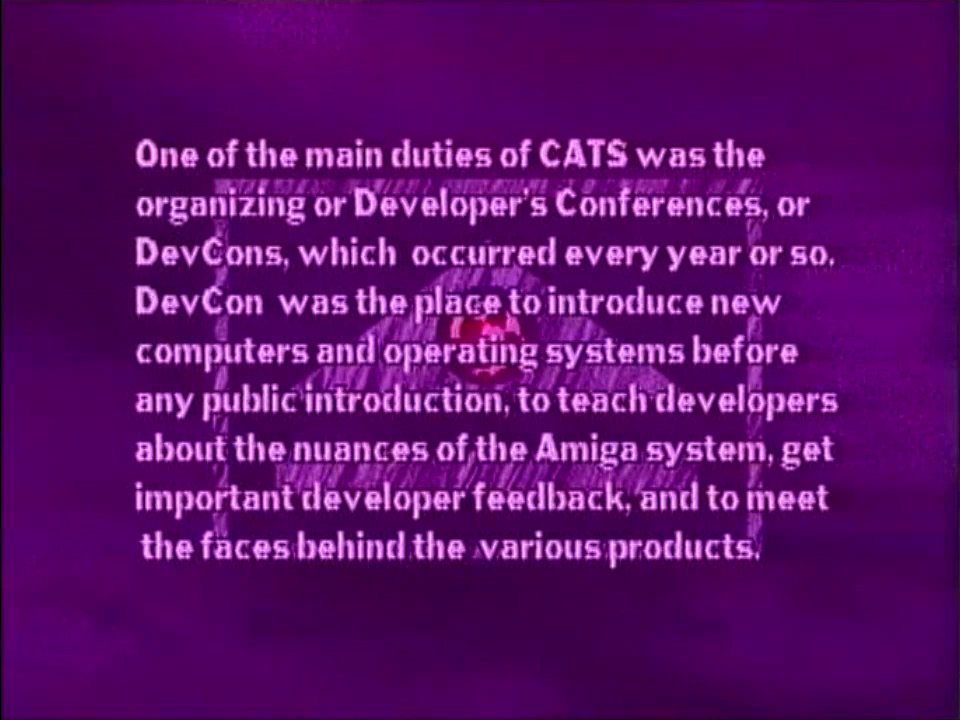 One of the main duties of CATS was the
organizing or Developer's Conferences, or
DevCons, which occurred every year or so.
DevCon was the place to introduce new
computers and operating systems before
any public introduction, to teach developers
about the nuances of the Amiga system, get
important developer feedback, and to meet
the faces behind the various products.